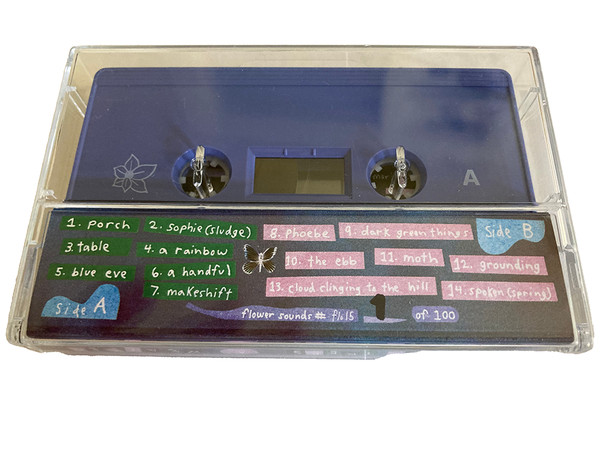 A
1. porch
2. sophie (sludge)
3. table
4. a rainbow
5. blue eve
6. a handful
7. makeshift
Side A
8. phoebe
9. dark green things
Side B
10. the ebb
11. moth
12. grounding
13. cloud clinging to the hill
14. spoken (spring)
flower sounds # fls15 1 of 100